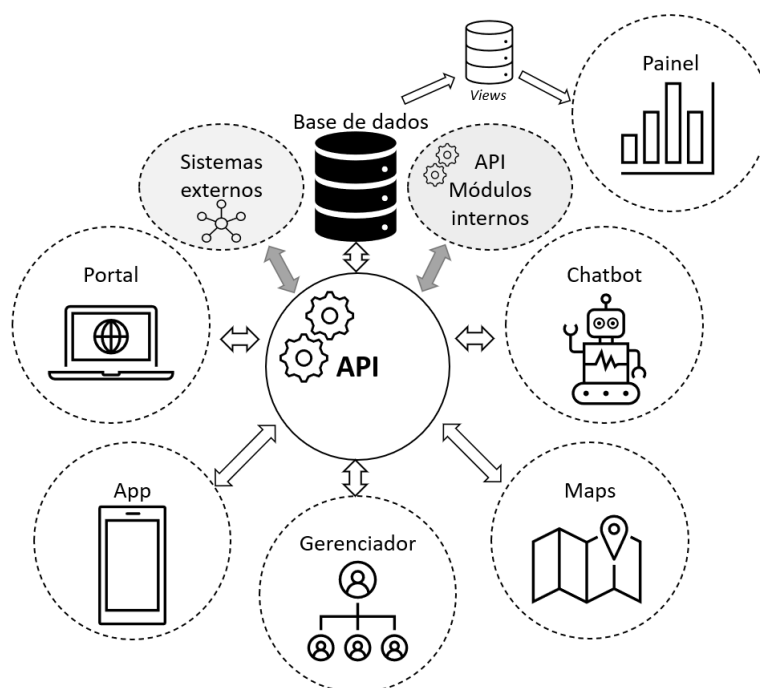 Painel
Views
Base de dados
Sistemas
externos
API
Módulos
internos
Portal
Chatbot
API
App
Maps
Gerenciador